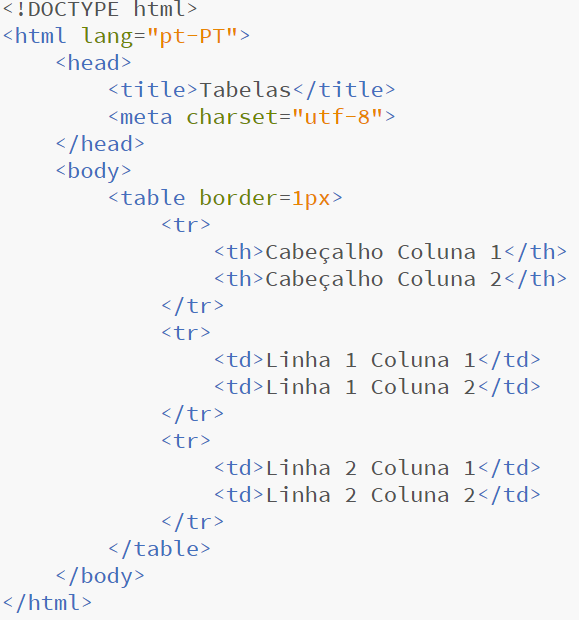 <!DOCTYPE html>
<html lang="pt-PT">
    <head>
        <title>Tabelas</title>
        <meta charset="utf-8">
    </head>
    <body>
        <table border=1px>
            <tr>
                <th>Cabeçalho Coluna 1</th>
                <th>Cabeçalho Coluna 2</th>
            </tr>
            <tr>
                <td>Linha 1 Coluna 1</td>
                <td>Linha 1 Coluna 2</td>
            </tr>
            <tr>
                <td>Linha 2 Coluna 1</td>
                <td>Linha 2 Coluna 2</td>
            </tr>
        </table>
    </body>
</html>